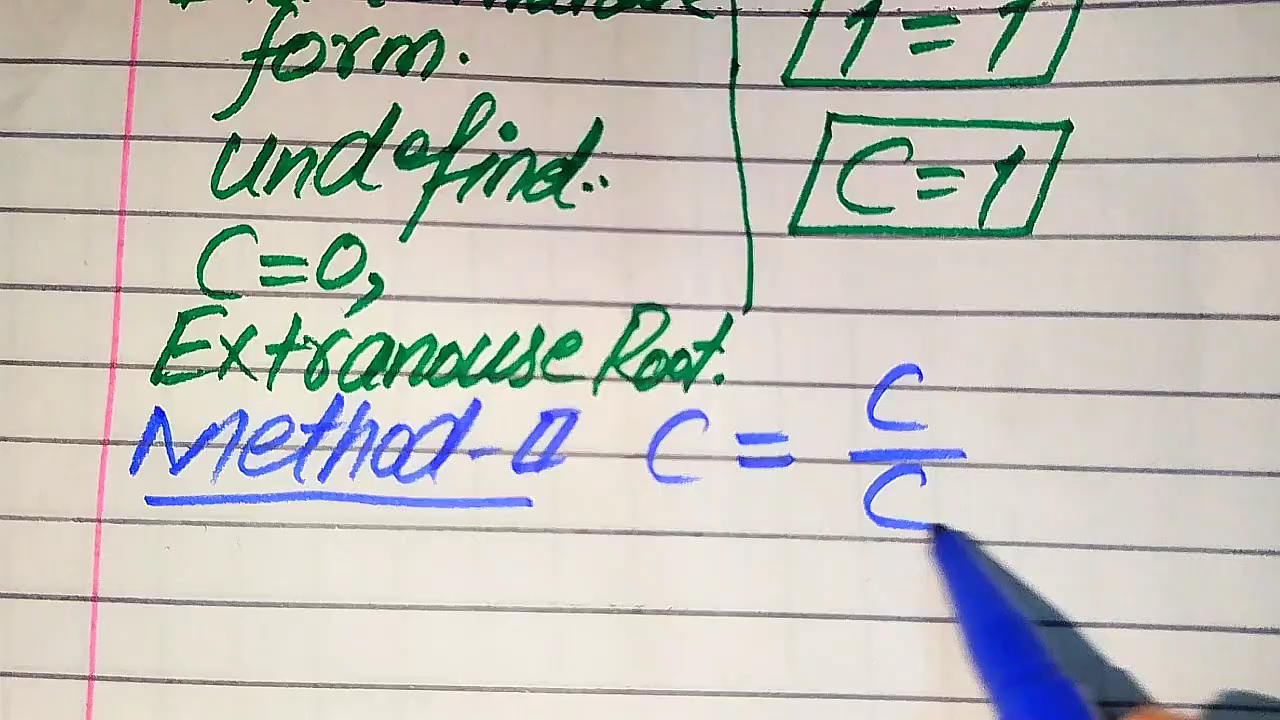 form.
undefind..
C=0,
Extranouse Root.
1 = 1
C = 1
Method-II C = C/C